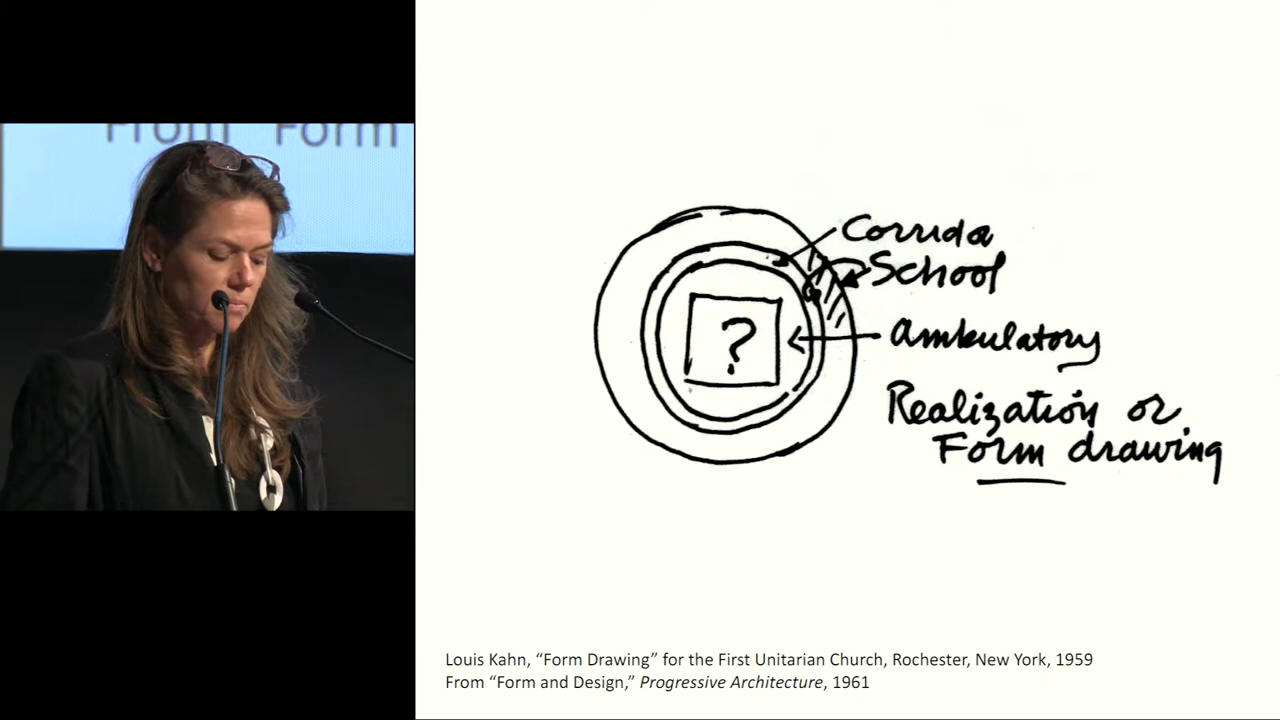 From Form
Corridor
School
Ambulatory
Realization or
Form drawing
?
Louis Kahn, “Form Drawing” for the First Unitarian Church, Rochester, New York, 1959
From “Form and Design,” Progressive Architecture, 1961